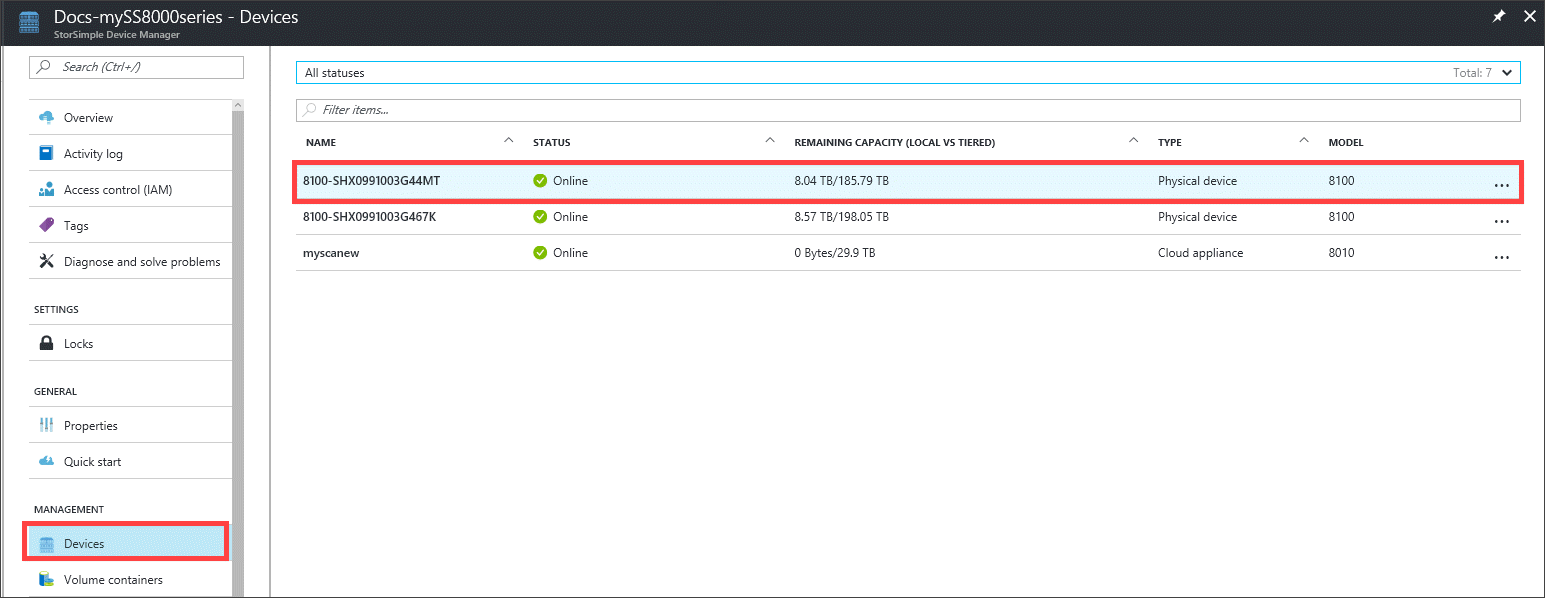 Docs-mySS8000series - Devices
StorSimple Device Manager
Search (Ctrl+/)
Overview
Activity log
Access control (IAM)
Tags
Diagnose and solve problems
SETTINGS
Locks
GENERAL
Properties
Quick start
MANAGEMENT
Devices
Volume containers
All statuses Total: 7
Filter items...
NAME STATUS REMAINING CAPACITY (LOCAL VS TIERED) TYPE MODEL
8100-SHX0991003G44MT Online 8.04 TB/185.79 TB Physical device 8100 ...
8100-SHX0991003G467K Online 8.57 TB/198.05 TB Physical device 8100 ...
myscanew Online 0 Bytes/29.9 TB Cloud appliance 8010 ...